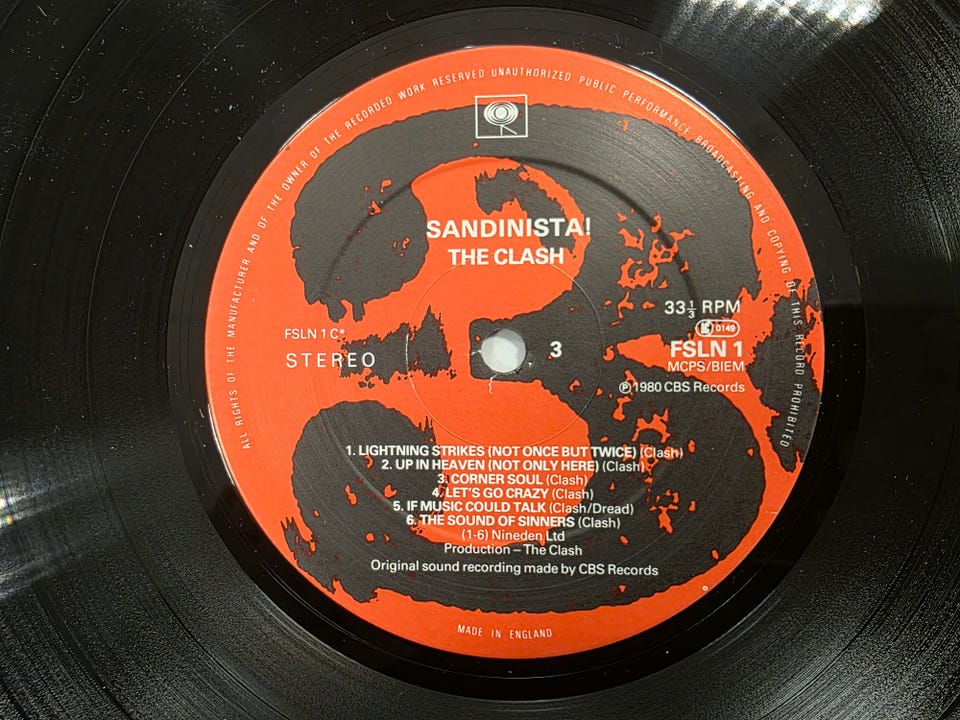 ALL RIGHTS OF THE MANUFACTURER AND OF THE OWNER OF THE RECORDED WORK RESERVED UNAUTHORIZED PUBLIC PERFORMANCE BROADCASTING AND COPYING OF THIS RECORD PROHIBITED
SANDINISTA!
THE CLASH
33⅓ RPM
K 0149
FSLN 1 C*
STEREO
3
FSLN 1
MCPS/BIEM
Ⓟ 1980 CBS Records
1. LIGHTNING STRIKES (NOT ONCE BUT TWICE) (Clash)
2. UP IN HEAVEN (NOT ONLY HERE) (Clash)
3. CORNER SOUL (Clash)
4. LET'S GO CRAZY (Clash)
5. IF MUSIC COULD TALK (Clash/Dread)
6. THE SOUND OF SINNERS (Clash)
(1-6) Nineden Ltd
Production – The Clash
Original sound recording made by CBS Records
MADE IN ENGLAND